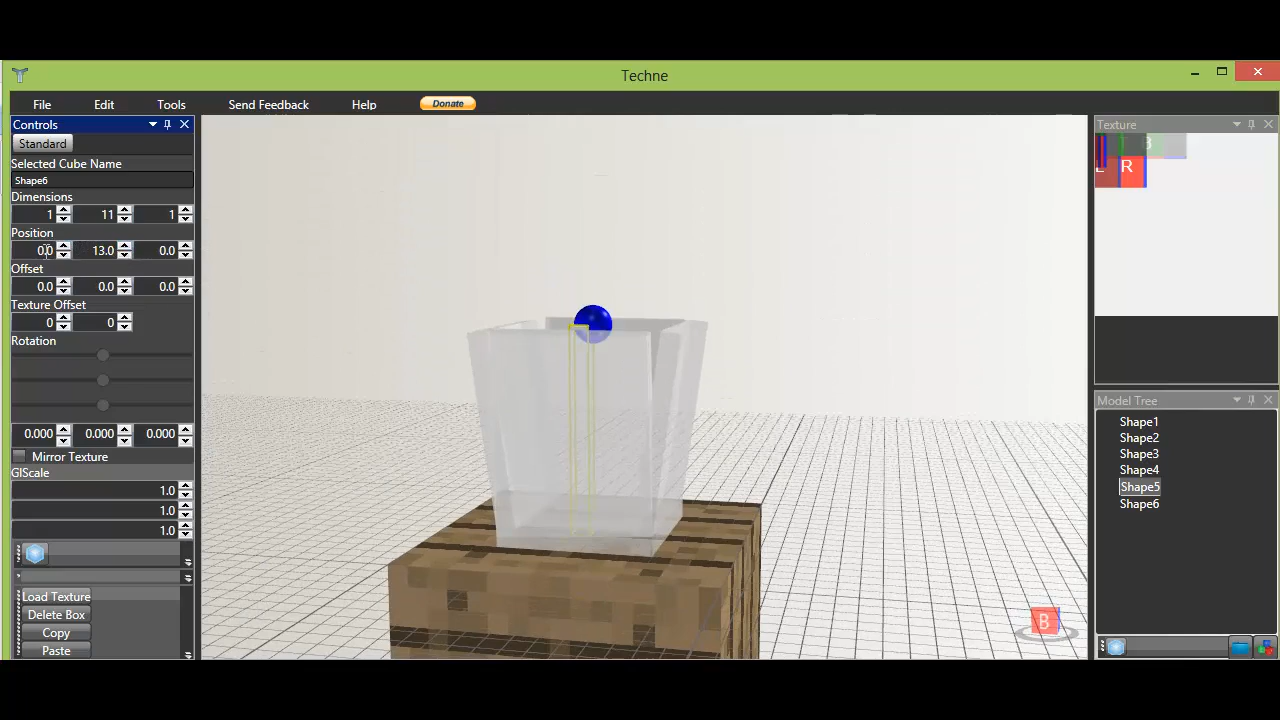 Techne
File Edit Tools Send Feedback Help Donate
Controls
Standard
Selected Cube Name
Shape6
Dimensions
1 11 1
Position
0.0 13.0 0.0
Offset
0.0 0.0 0.0
Texture Offset
0 0
Rotation
0.000 0.000 0.000
Mirror Texture
GlScale
1.0
1.0
1.0
Load Texture
Delete Box
Copy
Paste
B
Texture
T B
L R
Model Tree
Shape1
Shape2
Shape3
Shape4
Shape5
Shape6